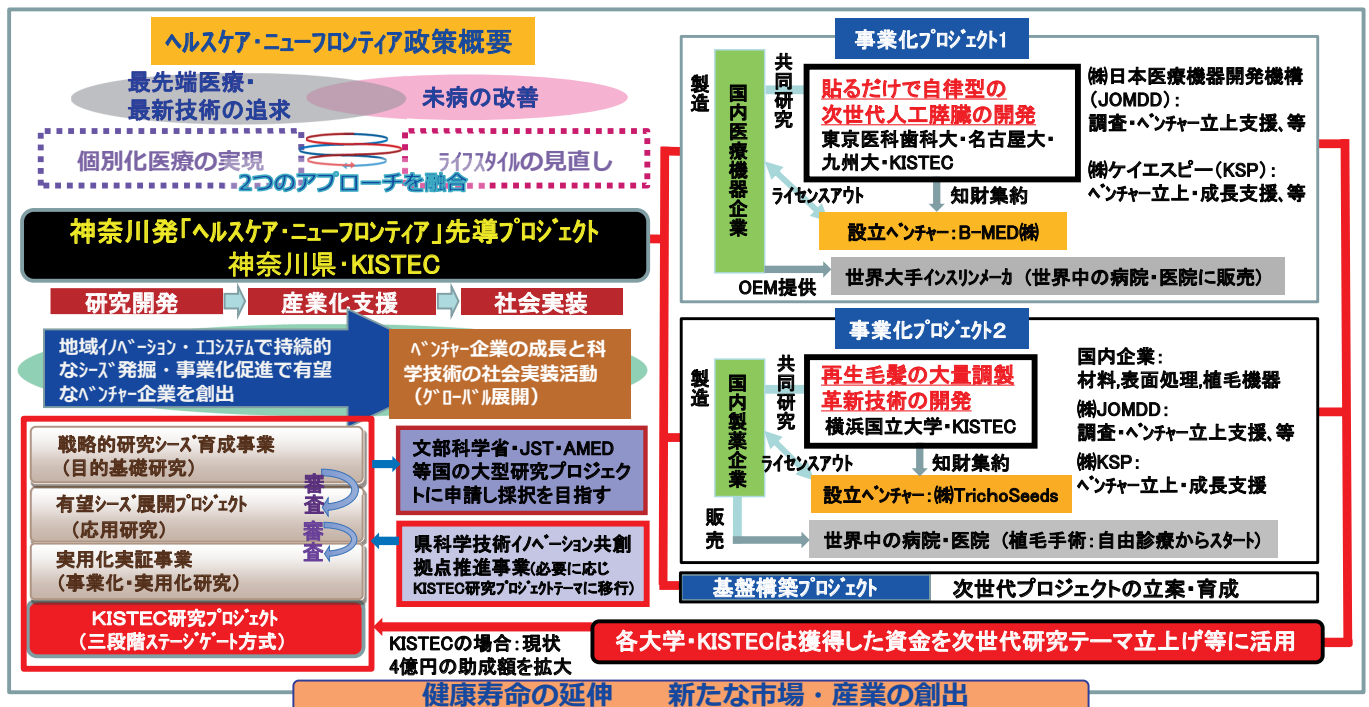 ヘルスケア・ニューフロンティア政策概要
最先端医療・
最新技術の追求
未病の改善
個別化医療の実現
ライフスタイルの見直し
2つのアプローチを融合
神奈川発「ヘルスケア・ニューフロンティア」先導プロジェクト
神奈川県・KISTEC
研究開発
産業化支援
社会実装
地域イノベーション・エコシステムで持続的
なシーズ発掘・事業化促進で有望
なベンチャー企業を創出
ベンチャー企業の成長と科
学技術の社会実装活動
（グローバル展開）
戦略的研究シーズ育成事業
（目的基礎研究）
審査
有望シーズ展開プロジェクト
（応用研究）
審査
実用化実証事業
（事業化・実用化研究）
KISTEC研究プロジェクト
（三段階ステージゲート方式）
文部科学省・JST・AMED
等国の大型研究プロジェク
トに申請し採択を目指す
県科学技術イノベーション共創
拠点推進事業（必要に応じ
KISTEC研究プロジェクトテーマに移行）
KISTECの場合：現状
4億円の助成額を拡大
事業化プロジェクト1
製造
国内医療機器企業
共同研究
貼るだけで自律型の
次世代人工膵臓の開発
東京医科歯科大・名古屋大・
九州大・KISTEC
ライセンスアウト
知財集約
設立ベンチャー：B-MED㈱
OEM提供
世界大手インスリンメーカ（世界中の病院・医院に販売）
㈱日本医療機器開発機構
（JOMDD）：
調査・ベンチャー立上支援、等
㈱ケイエスピー（KSP）：
ベンチャー立上・成長支援、等
事業化プロジェクト２
製造
国内製薬企業
共同研究
再生毛髪の大量調製
革新技術の開発
横浜国立大学・KISTEC
ライセンスアウト
知財集約
設立ベンチャー：㈱TrichoSeeds
販売
世界中の病院・医院（植毛手術：自由診療からスタート）
国内企業：
材料,表面処理,植毛機器
㈱JOMDD：
調査・ベンチャー立上支援、等
㈱KSP：
ベンチャー立上・成長支援
基盤構築プロジェクト
次世代プロジェクトの立案・育成
各大学・KISTECは獲得した資金を次世代研究テーマ立上げ等に活用
健康寿命の延伸　新たな市場・産業の創出